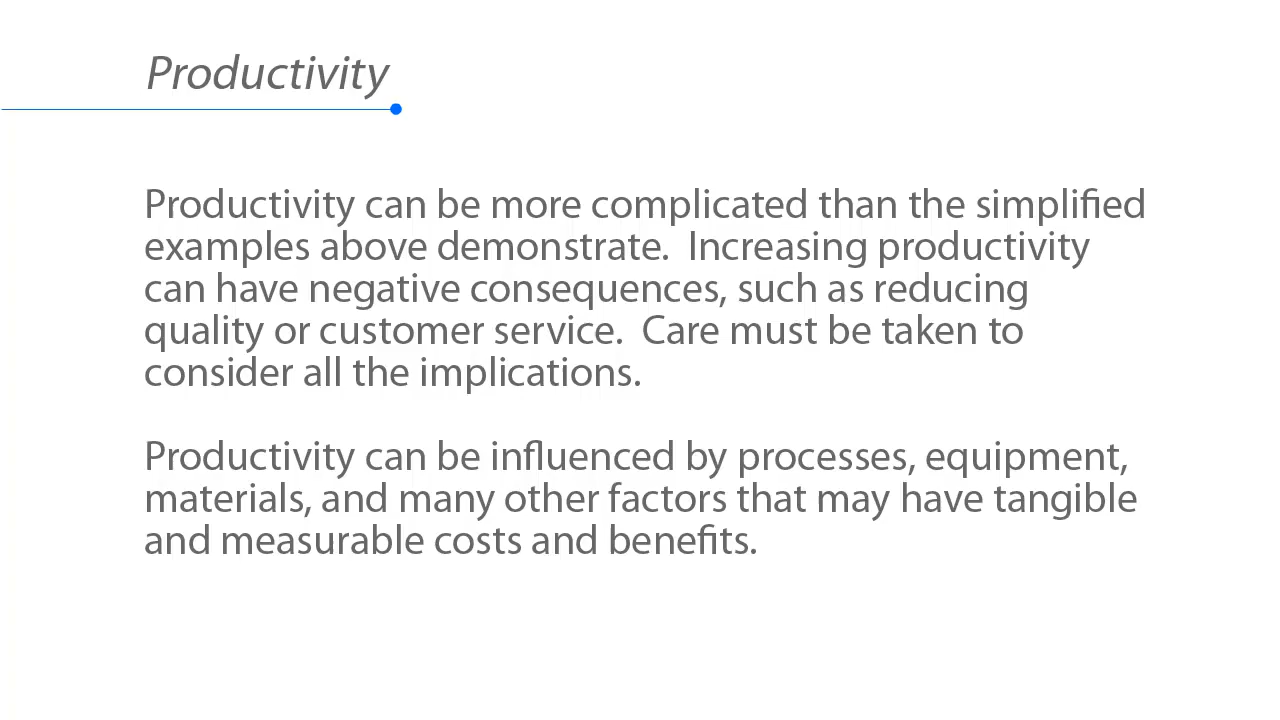 Productivity
Productivity can be more complicated than the simplified
examples above demonstrate.  Increasing productivity
can have negative consequences, such as reducing
quality or customer service.  Care must be taken to
consider all the implications.
Productivity can be influenced by processes, equipment,
materials, and many other factors that may have tangible
and measurable costs and benefits.